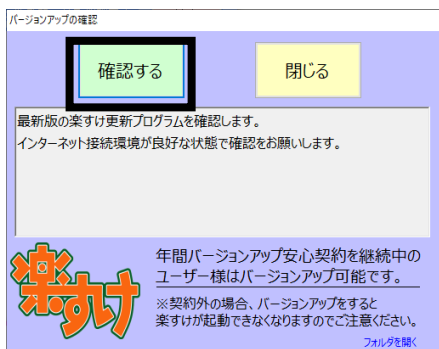 バージョンアップの確認
確認する
閉じる
最新版の楽すけ更新プログラムを確認します。
インターネット接続環境が良好な状態で確認をお願いします。
楽すけ
年間バージョンアップ安心契約を継続中の
ユーザー様はバージョンアップ可能です。
※契約外の場合、バージョンアップをすると
楽すけが起動できなくなりますのでご注意ください。
フォルダを開く